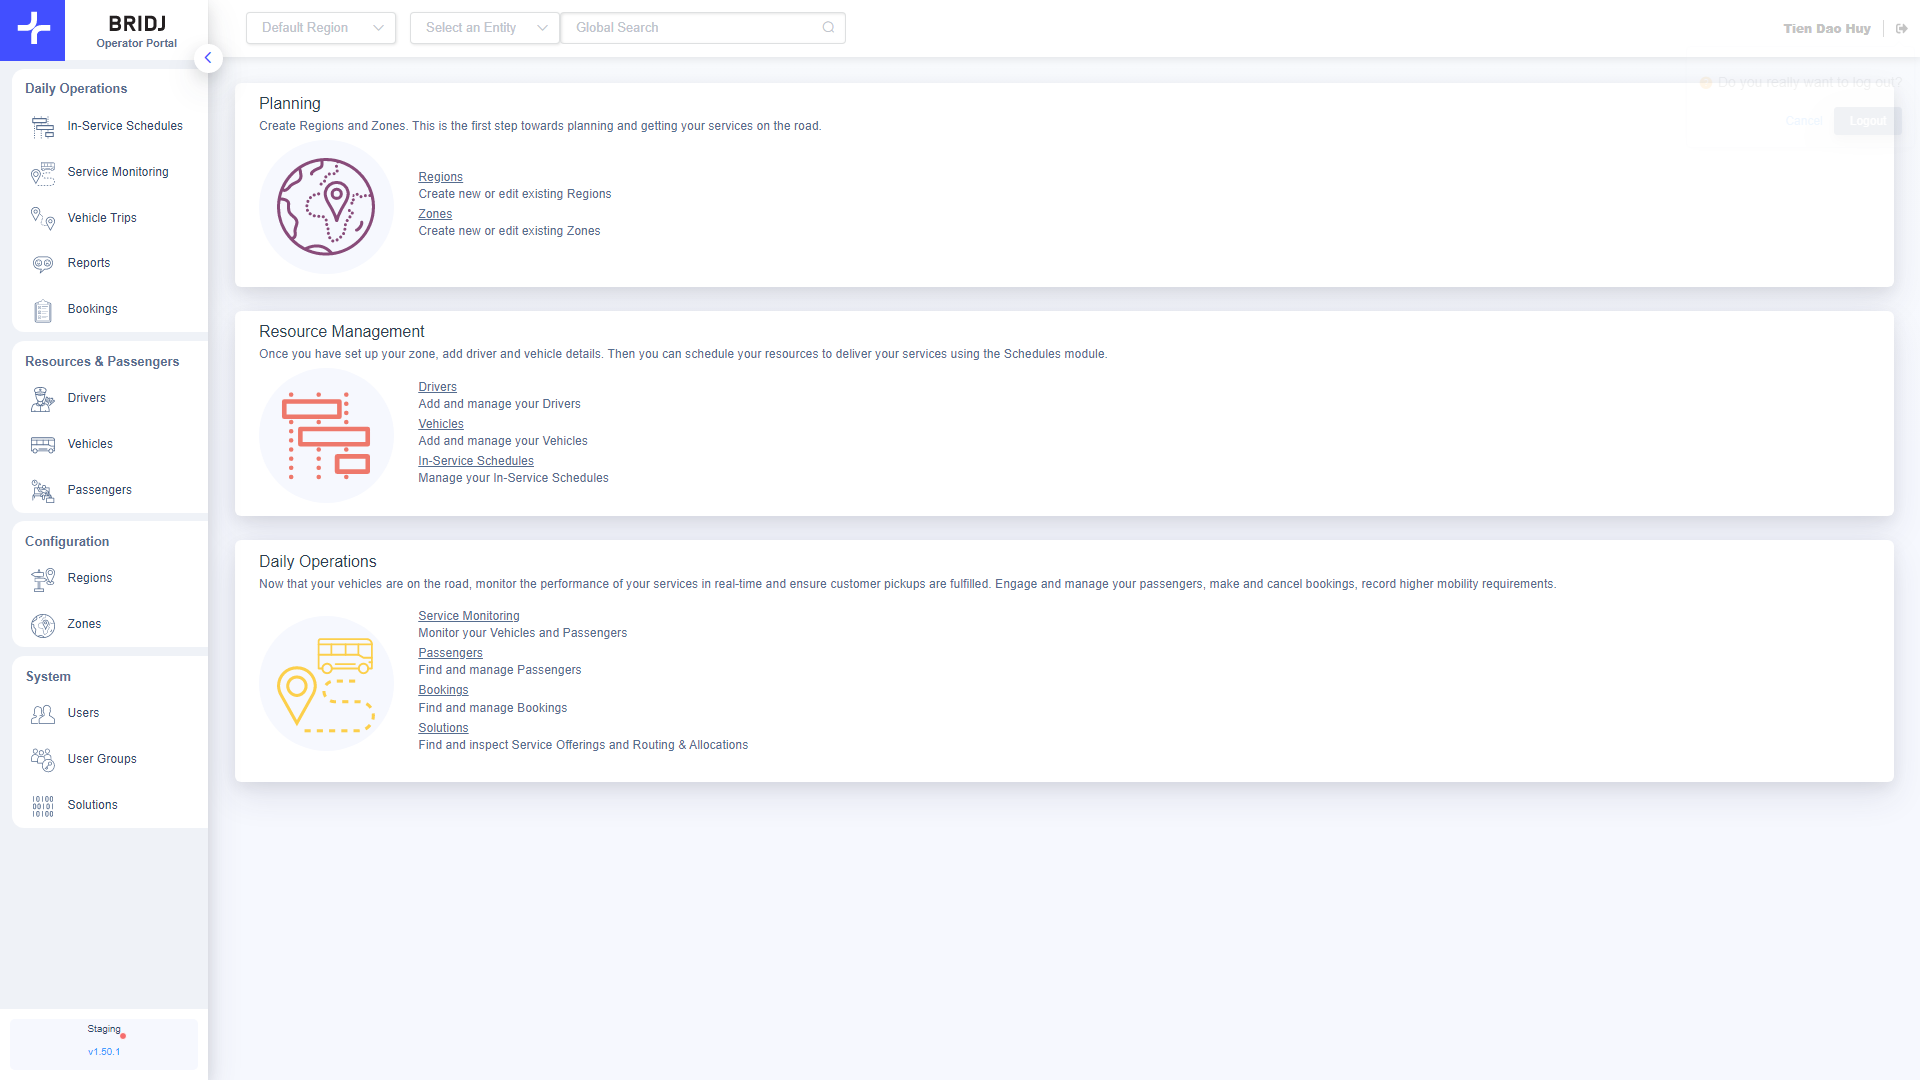 BRIDJ
Operator Portal
Default Region
Select an Entity
Global Search
Tien Dao Huy
Do you really want to log out?
Cancel
Logout
Daily Operations
In-Service Schedules
Service Monitoring
Vehicle Trips
Reports
Bookings
Resources & Passengers
Drivers
Vehicles
Passengers
Configuration
Regions
Zones
System
Users
User Groups
Solutions
Staging
v1.50.1
Planning
Create Regions and Zones. This is the first step towards planning and getting your services on the road.
Regions
Create new or edit existing Regions
Zones
Create new or edit existing Zones
Resource Management
Once you have set up your zone, add driver and vehicle details. Then you can schedule your resources to deliver your services using the Schedules module.
Drivers
Add and manage your Drivers
Vehicles
Add and manage your Vehicles
In-Service Schedules
Manage your In-Service Schedules
Daily Operations
Now that your vehicles are on the road, monitor the performance of your services in real-time and ensure customer pickups are fulfilled. Engage and manage your passengers, make and cancel bookings, record higher mobility requirements.
Service Monitoring
Monitor your Vehicles and Passengers
Passengers
Find and manage Passengers
Bookings
Find and manage Bookings
Solutions
Find and inspect Service Offerings and Routing & Allocations